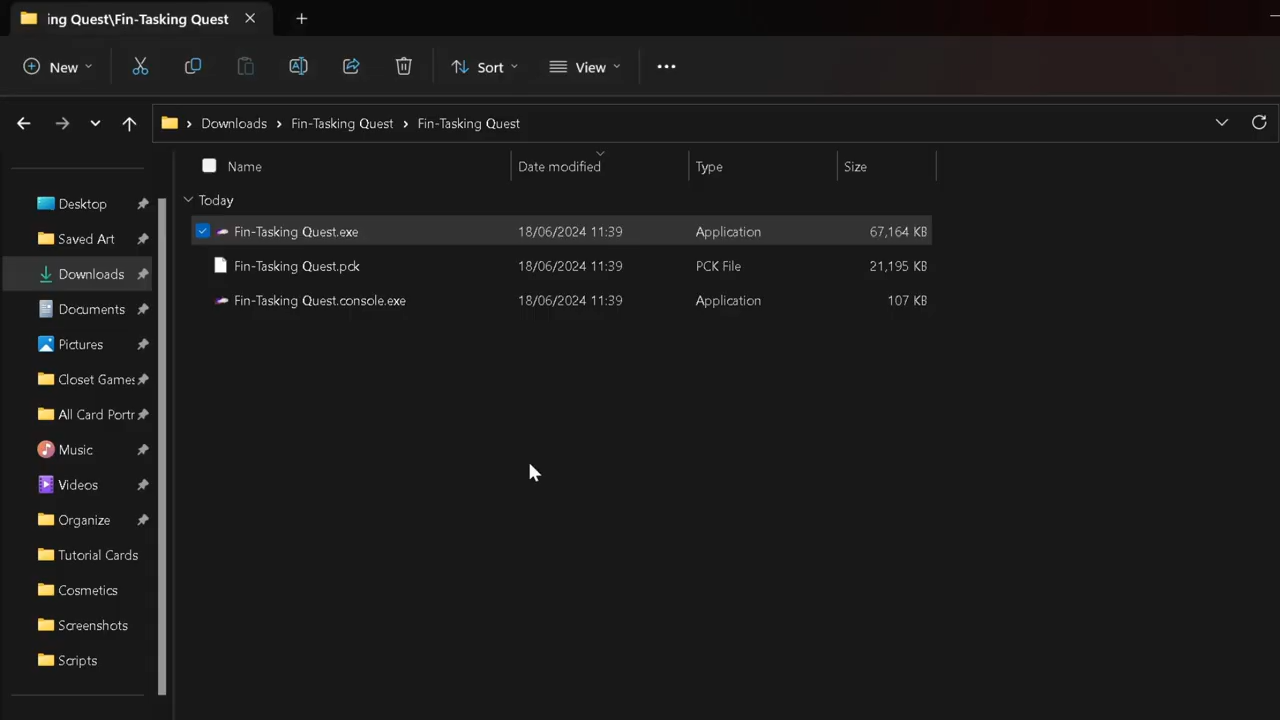 ing Quest\Fin-Tasking Quest
New
Sort
View
Downloads > Fin-Tasking Quest > Fin-Tasking Quest
Name Date modified Type Size
Today
Fin-Tasking Quest.exe 18/06/2024 11:39 Application 67,164 KB
Fin-Tasking Quest.pck 18/06/2024 11:39 PCK File 21,195 KB
Fin-Tasking Quest.console.exe 18/06/2024 11:39 Application 107 KB
Desktop
Saved Art
Downloads
Documents
Pictures
Closet Games
All Card Portr
Music
Videos
Organize
Tutorial Cards
Cosmetics
Screenshots
Scripts